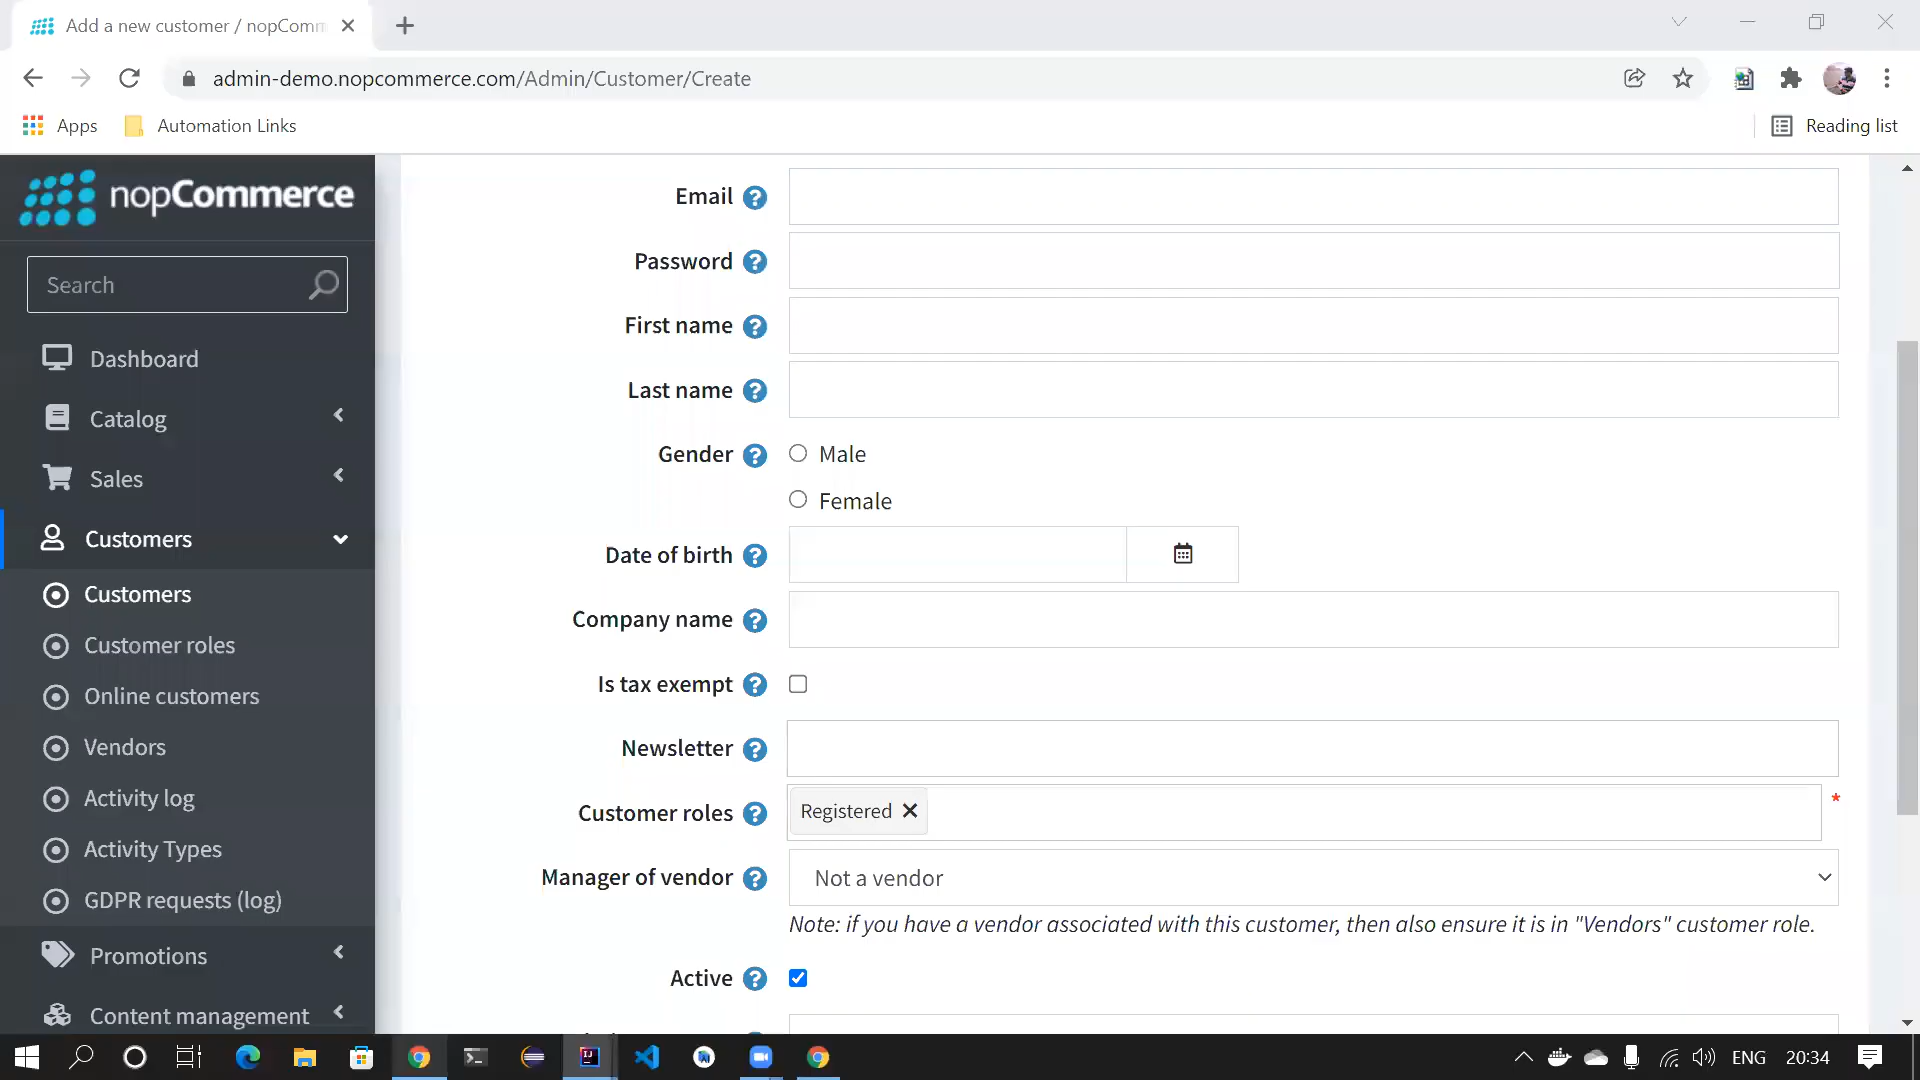 Add a new customer / nopComm
admin-demo.nopcommerce.com/Admin/Customer/Create
Apps
Automation Links
Reading list
nopCommerce
Search
Dashboard
Catalog
Sales
Customers
Customers
Customer roles
Online customers
Vendors
Activity log
Activity Types
GDPR requests (log)
Promotions
Content management
Email ?
Password ?
First name ?
Last name ?
Gender ? Male
Female
Date of birth ?
Company name ?
Is tax exempt ?
Newsletter ?
Customer roles ? Registered *
Manager of vendor ? Not a vendor
Note: if you have a vendor associated with this customer, then also ensure it is in "Vendors" customer role.
Active ?
ENG 20:34